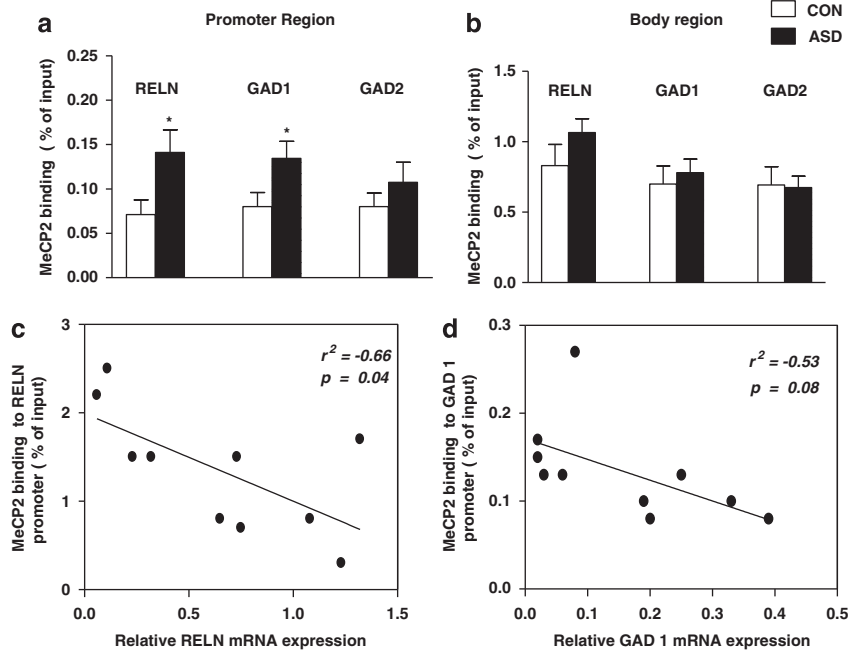 a
Promoter Region
MeCP2 binding ( % of input)
0.25
0.20
0.15
0.10
0.05
0.00
RELN
GAD1
GAD2
*
*
b
Body region
CON
ASD
MeCP2 binding ( % of input)
1.5
1.0
0.5
0.0
RELN
GAD1
GAD2
c
MeCP2 binding to RELN
promoter ( % of input)
3
2
1
0
r2 = -0.66
p = 0.04
0.0
0.5
1.0
1.5
Relative RELN mRNA expression
d
MeCP2 binding to GAD 1
promoter ( % of input)
0.3
0.2
0.1
0.0
r2 = -0.53
p = 0.08
0.0
0.1
0.2
0.3
0.4
0.5
Relative GAD 1 mRNA expression